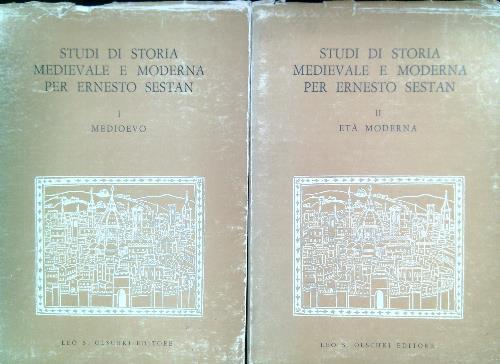 STUDI DI STORIA
MEDIEVALE E MODERNA
PER ERNESTO SESTAN
I
MEDIOEVO
LEO S. OLSCHKI EDITORE
STUDI DI STORIA
MEDIEVALE E MODERNA
PER ERNESTO SESTAN
II
ETÀ MODERNA
LEO S. OLSCHKI EDITORE